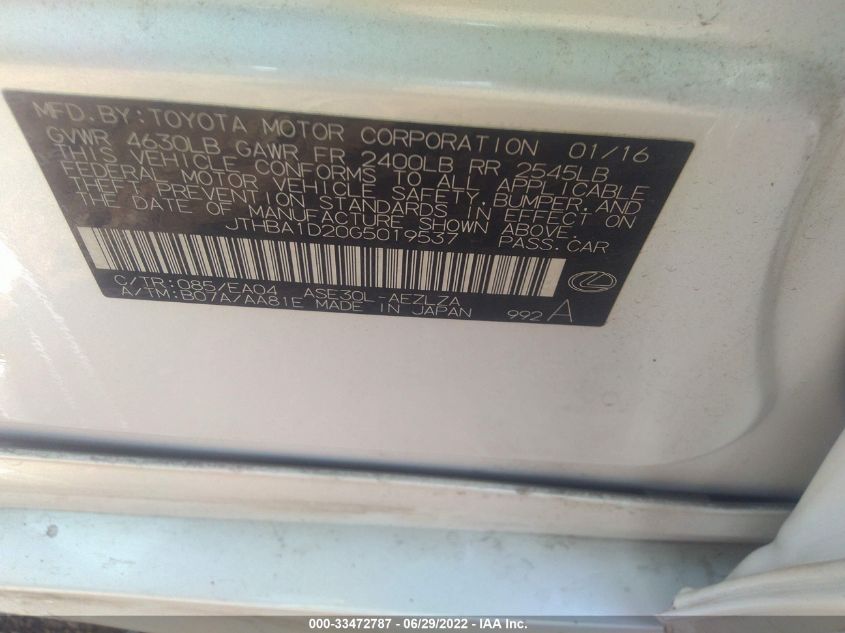 MFD.BY:TOYOTA MOTOR CORPORATION 01/16
GVWR 4630LB GAWR FR 2400LB RR 2545LB
THIS VEHICLE CONFORMS TO ALL APPLICABLE
FEDERAL MOTOR VEHICLE SAFETY,BUMPER,AND
THEFT PREVENTION STANDARDS IN EFFECT ON
THE DATE OF MANUFACTURE SHOWN ABOVE.
JTHBA1D20G5019537 PASS.CAR
C/TR:085/EA04 ASE30L-AEZLZA
A/TM:B07A/AA81E MADE IN JAPAN 992 A
000-33472787 - 06/29/2022 - IAA Inc.